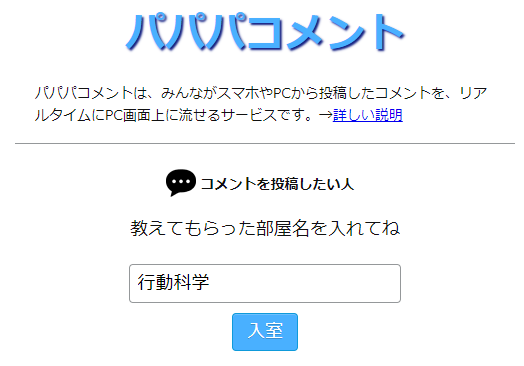 パパパコメント
パパパコメントは、みんながスマホやPCから投稿したコメントを、リア
ルタイムにPC画面上に流せるサービスです。→詳しい説明
コメントを投稿したい人
教えてもらった部屋名を入れてね
行動科学
入室